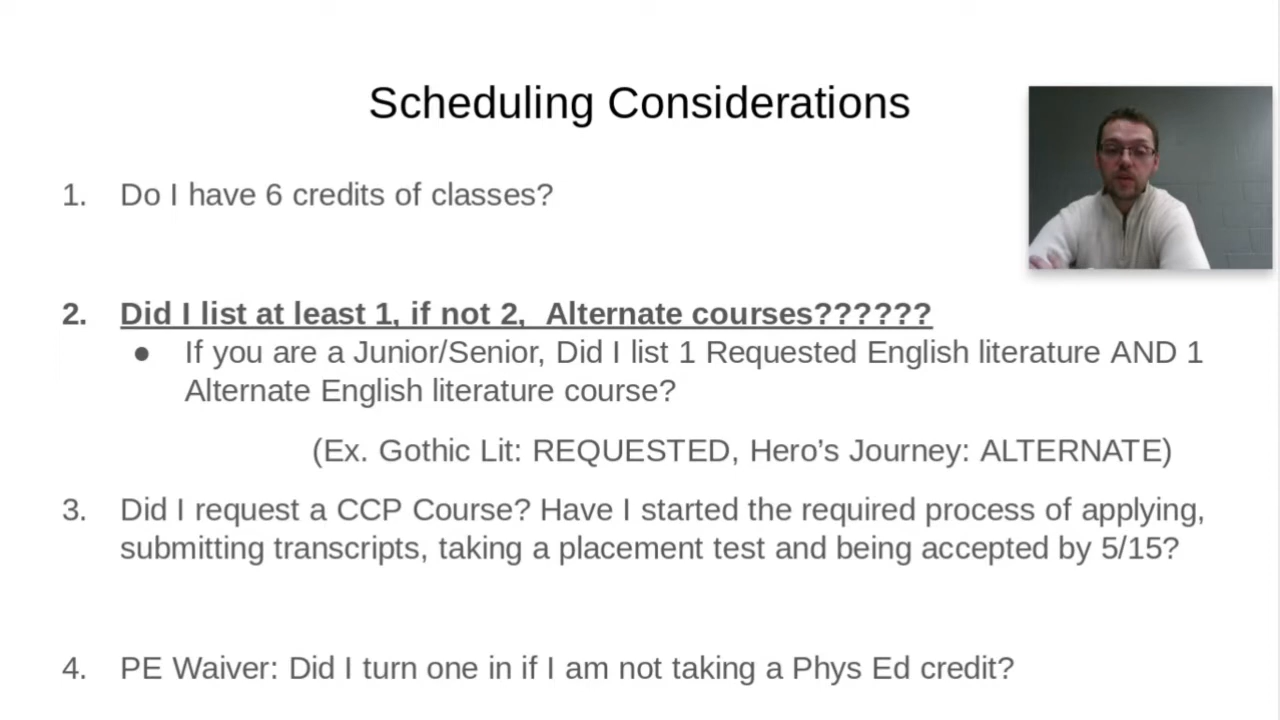 Scheduling Considerations
1. Do I have 6 credits of classes?
2. Did I list at least 1, if not 2, Alternate courses??????
● If you are a Junior/Senior, Did I list 1 Requested English literature AND 1
Alternate English literature course?
(Ex. Gothic Lit: REQUESTED, Hero’s Journey: ALTERNATE)
3. Did I request a CCP Course? Have I started the required process of applying,
submitting transcripts, taking a placement test and being accepted by 5/15?
4. PE Waiver: Did I turn one in if I am not taking a Phys Ed credit?